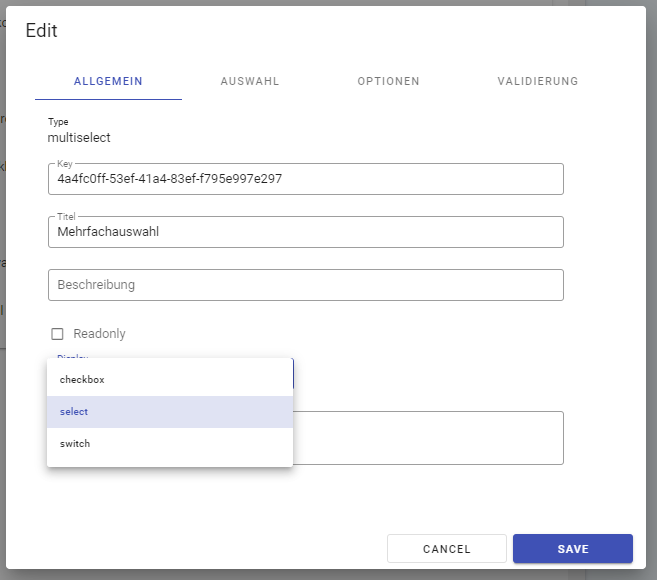 Edit
ALLGEMEIN
AUSWAHL
OPTIONEN
VALIDIERUNG
Type
multiselect
Key
4a4fc0ff-53ef-41a4-83ef-f795e997e297
Titel
Mehrfachauswahl
Beschreibung
Readonly
Display
checkbox
select
switch
CANCEL
SAVE